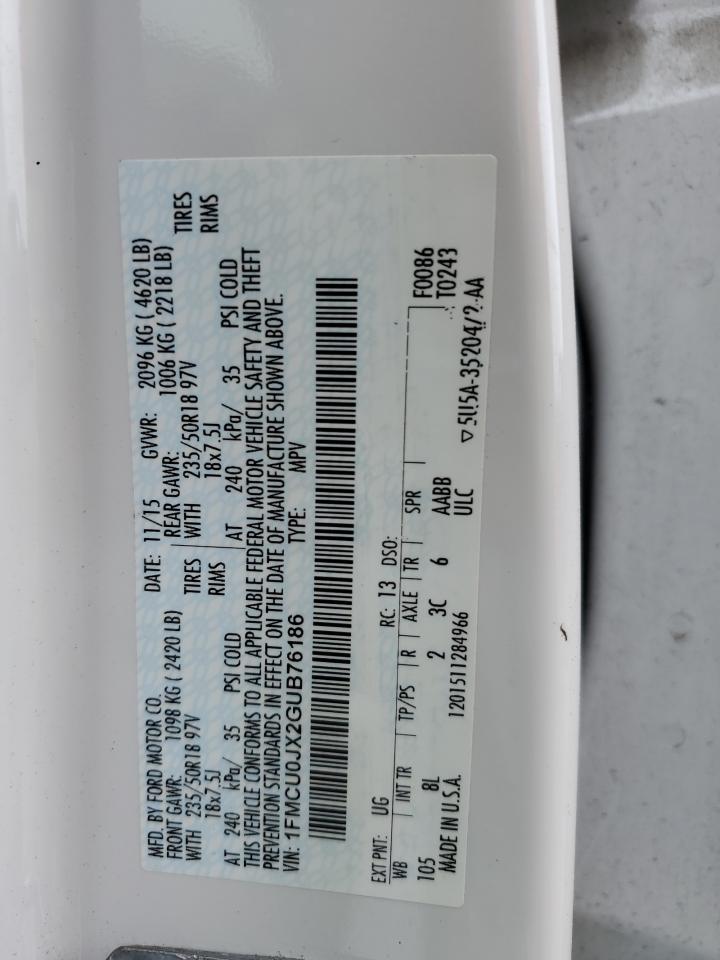 MFD. BY FORD MOTOR CO. DATE: 11/15 GVWR: 2096 KG ( 4620 LB)
FRONT GAWR: 1098 KG ( 2420 LB) REAR GAWR: 1006 KG ( 2218 LB)
WITH 235/50R18 97V TIRES WITH 235/50R18 97V TIRES
18x7.5J RIMS 18x7.5J RIMS
AT 240 kPa/ 35 PSI COLD AT 240 kPa/ 35 PSI COLD
THIS VEHICLE CONFORMS TO ALL APPLICABLE FEDERAL MOTOR VEHICLE SAFETY AND THEFT
PREVENTION STANDARDS IN EFFECT ON THE DATE OF MANUFACTURE SHOWN ABOVE.
VIN: 1FMCU0JX2GUB76186 TYPE: MPV
EXT PNT: UG RC: 13 DSO:
WB INT TR TP/PS R AXLE TR SPR F0086
105 8L 2 3C 6 AABB T0243
MADE IN U.S.A. 1201511284966 ULC